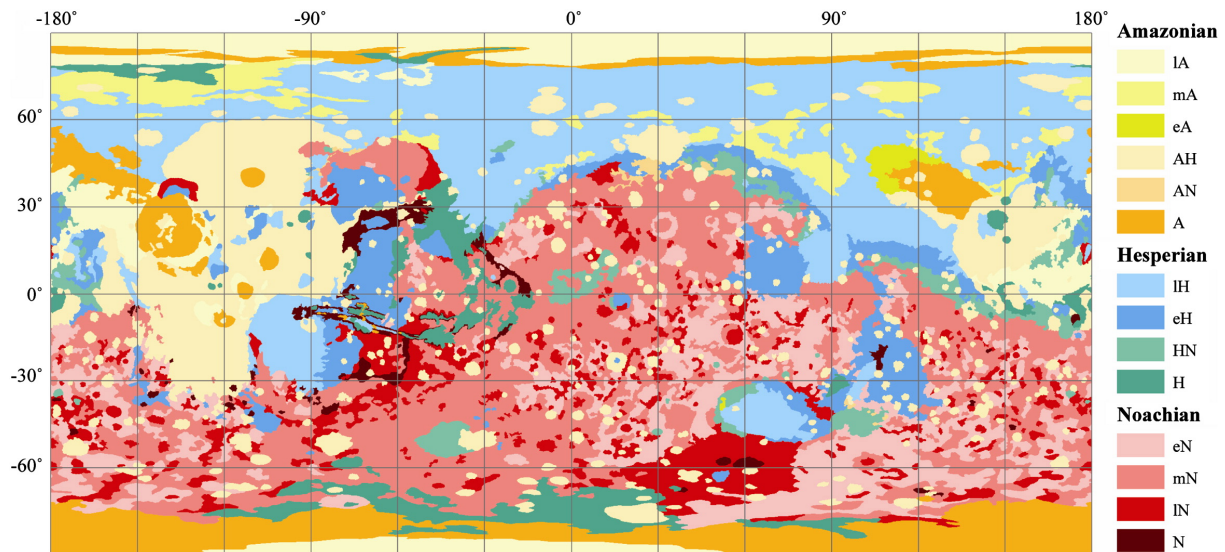 -180° -90° 0° 90° 180°
60°
30°
0°
-30°
-60°
Amazonian
lA
mA
eA
AH
AN
A
Hesperian
lH
eH
HN
H
Noachian
eN
mN
lN
N